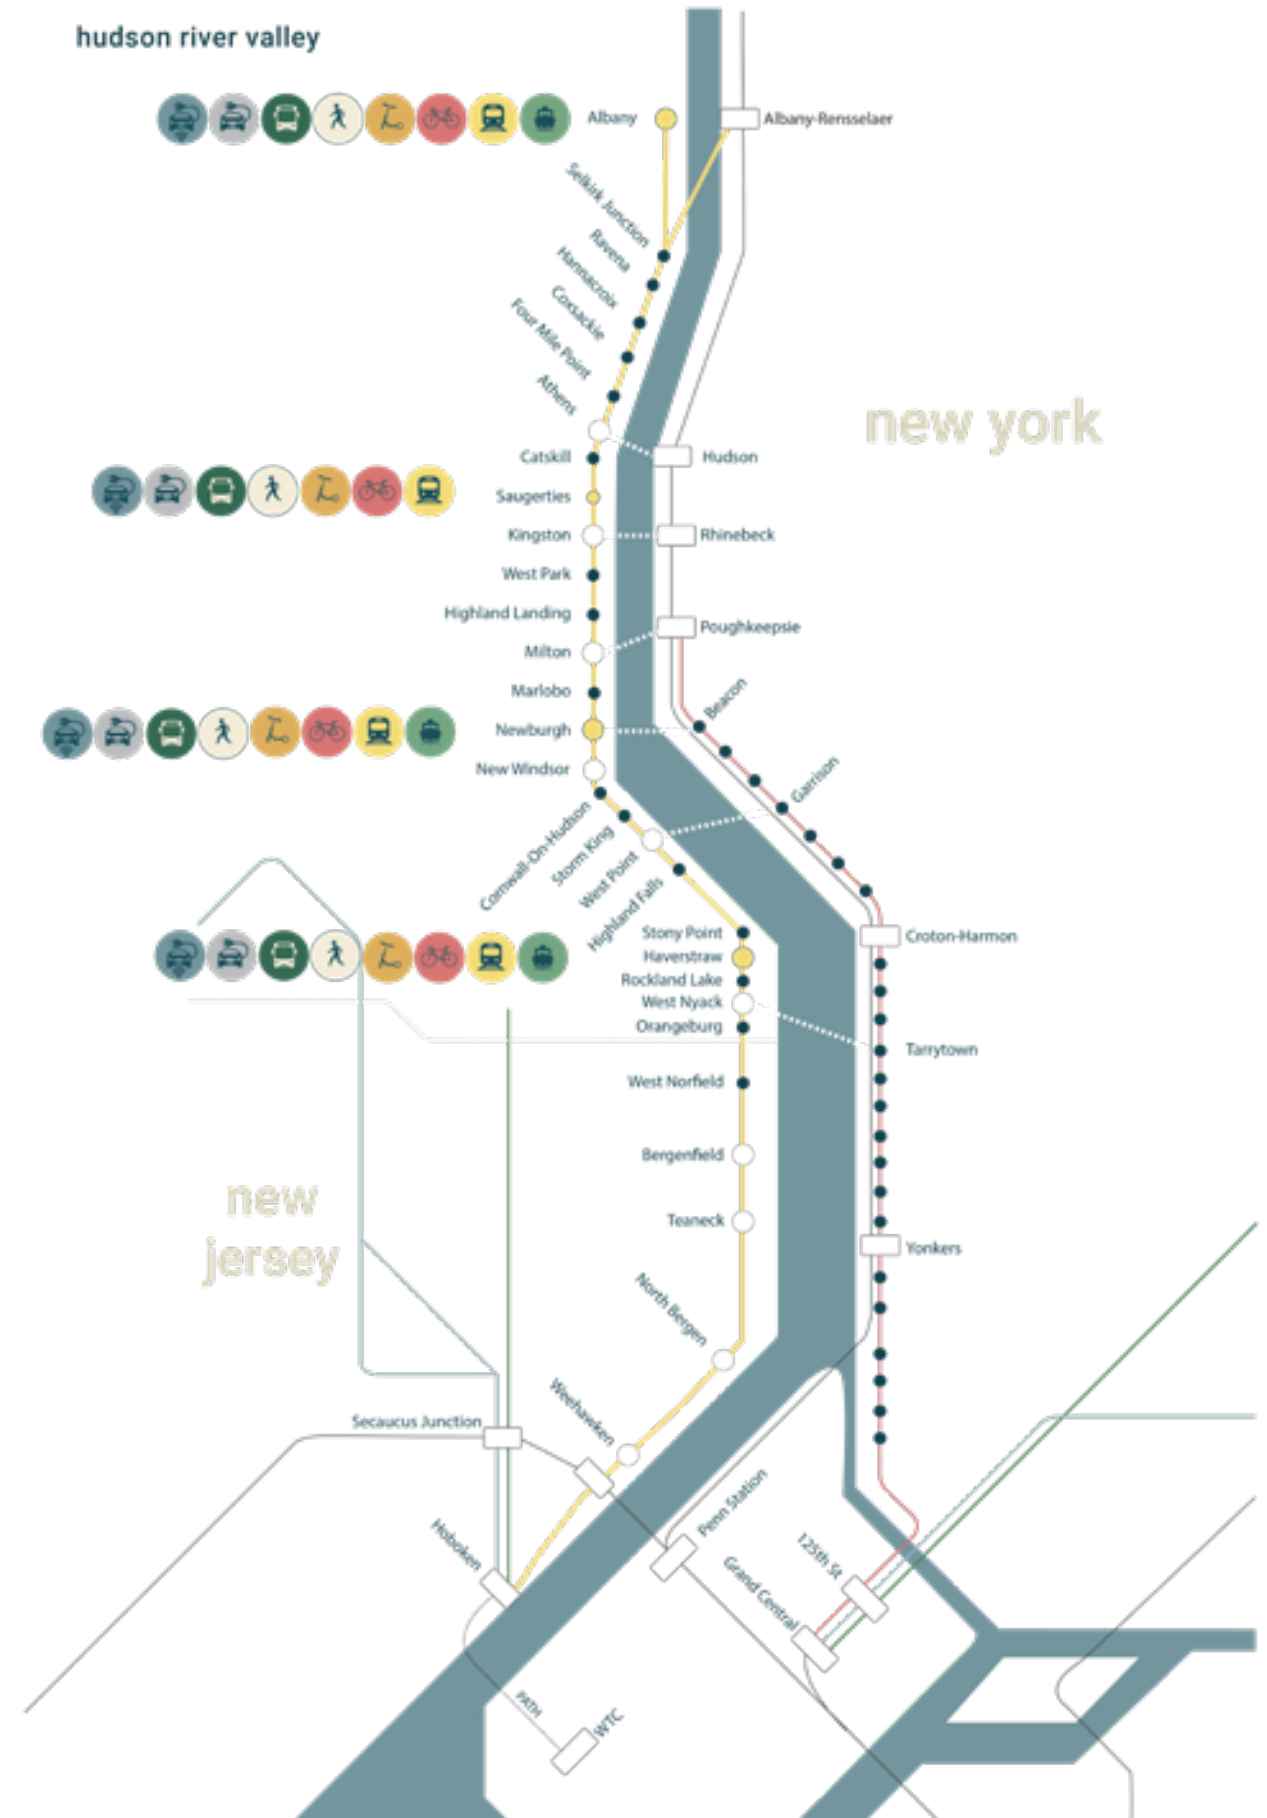 hudson river valley
Albany
Albany-Rensselaer
Selkirk Junction
Ravena
Hannacroix
Coxsackie
Four Mile Point
Athens
new york
Catskill
Hudson
Saugerties
Kingston
Rhinebeck
West Park
Highland Landing
Poughkeepsie
Milton
Marlobo
Beacon
Newburgh
New Windsor
Garrison
Cornwall-On-Hudson
Storm King
West Point
Highland Falls
Stony Point
Croton-Harmon
Haverstraw
Rockland Lake
West Nyack
Orangeburg
Tarrytown
West Norfield
Bergenfield
new
jersey
Teaneck
Yonkers
North Bergen
Weehawken
Secaucus Junction
Penn Station
Hoboken
125th St
Grand Central
PATH
WTC